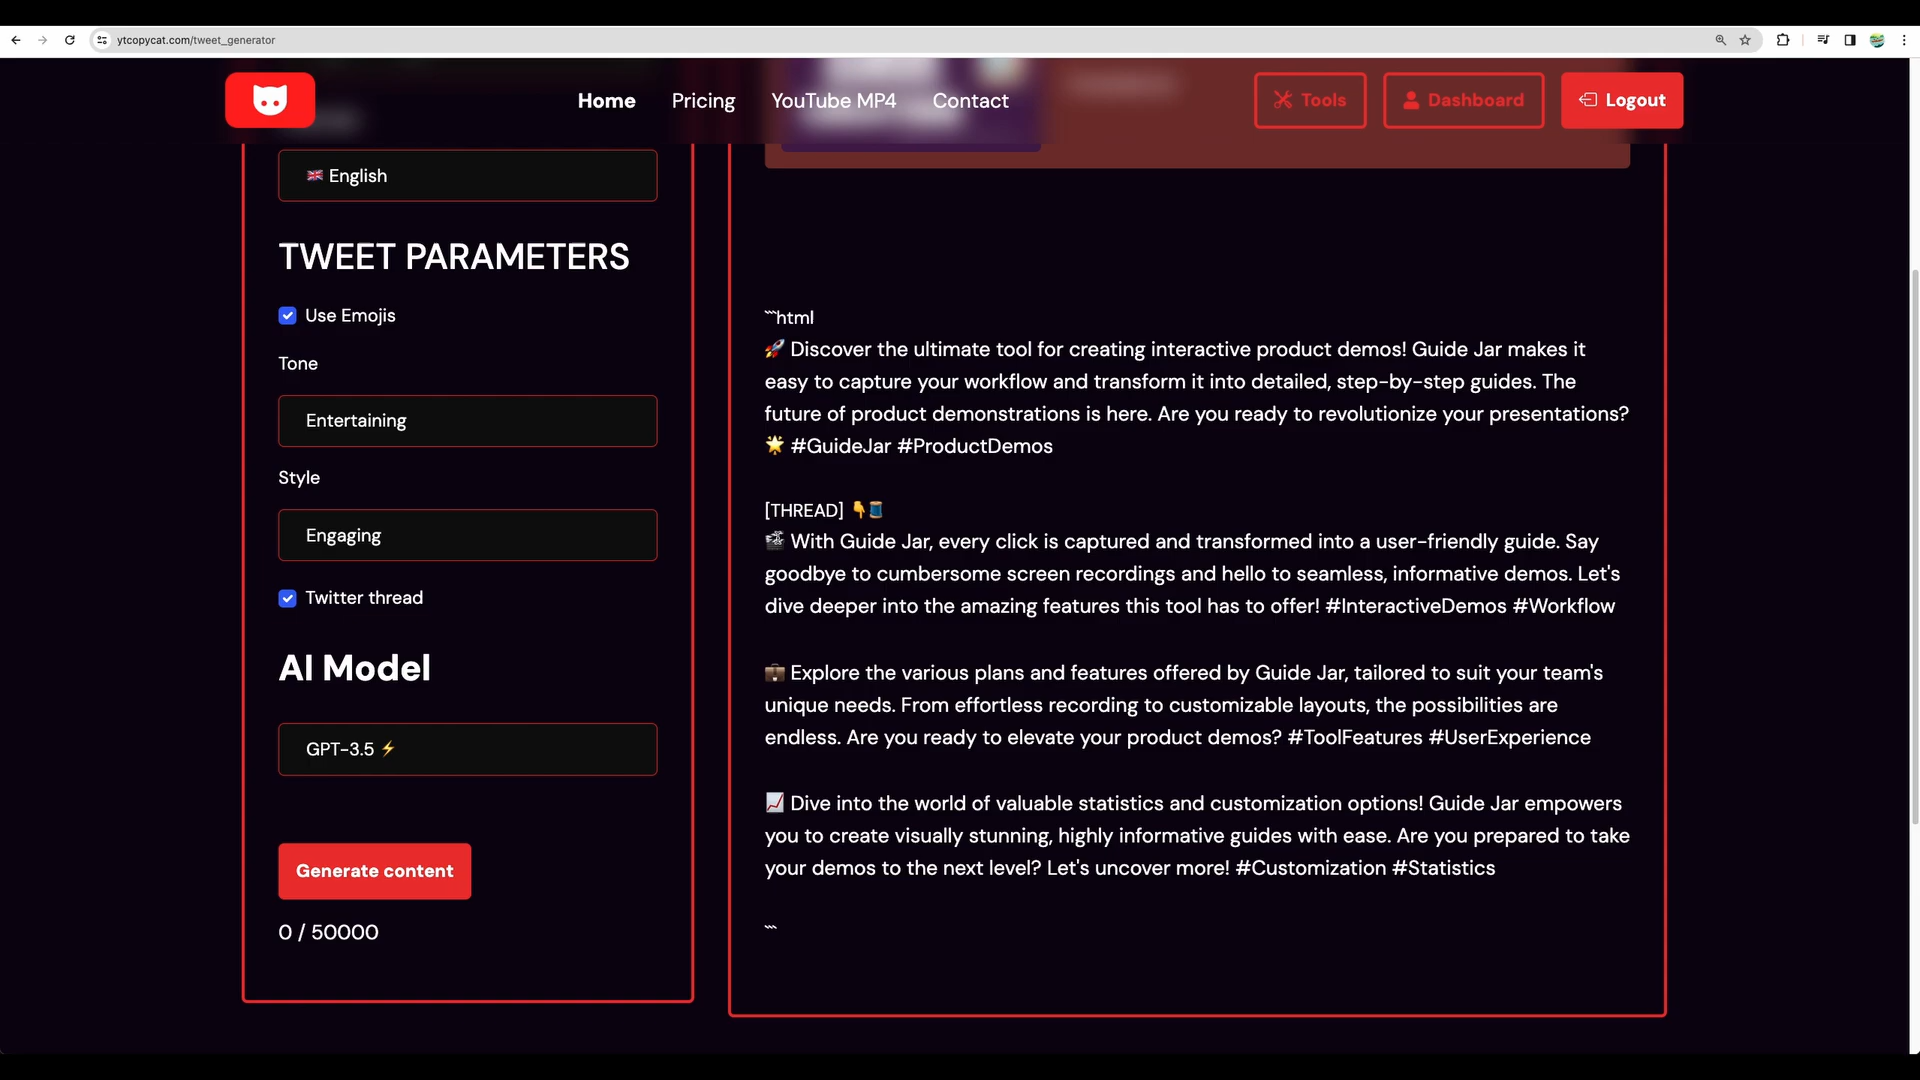 ytcopycat.com/tweet_generator
Home
Pricing
YouTube MP4
Contact
Tools
Dashboard
Logout
🇬🇧 English
TWEET PARAMETERS
Use Emojis
Tone
Entertaining
Style
Engaging
Twitter thread
AI Model
GPT-3.5 ⚡
Generate content
0 / 50000
```html
🚀 Discover the ultimate tool for creating interactive product demos! Guide Jar makes it
easy to capture your workflow and transform it into detailed, step-by-step guides. The
future of product demonstrations is here. Are you ready to revolutionize your presentations?
🌟 #GuideJar #ProductDemos
[THREAD] 👇🧵
📽 With Guide Jar, every click is captured and transformed into a user-friendly guide. Say
goodbye to cumbersome screen recordings and hello to seamless, informative demos. Let's
dive deeper into the amazing features this tool has to offer! #InteractiveDemos #Workflow
💼 Explore the various plans and features offered by Guide Jar, tailored to suit your team's
unique needs. From effortless recording to customizable layouts, the possibilities are
endless. Are you ready to elevate your product demos? #ToolFeatures #UserExperience
📈 Dive into the world of valuable statistics and customization options! Guide Jar empowers
you to create visually stunning, highly informative guides with ease. Are you prepared to take
your demos to the next level? Let's uncover more! #Customization #Statistics
```